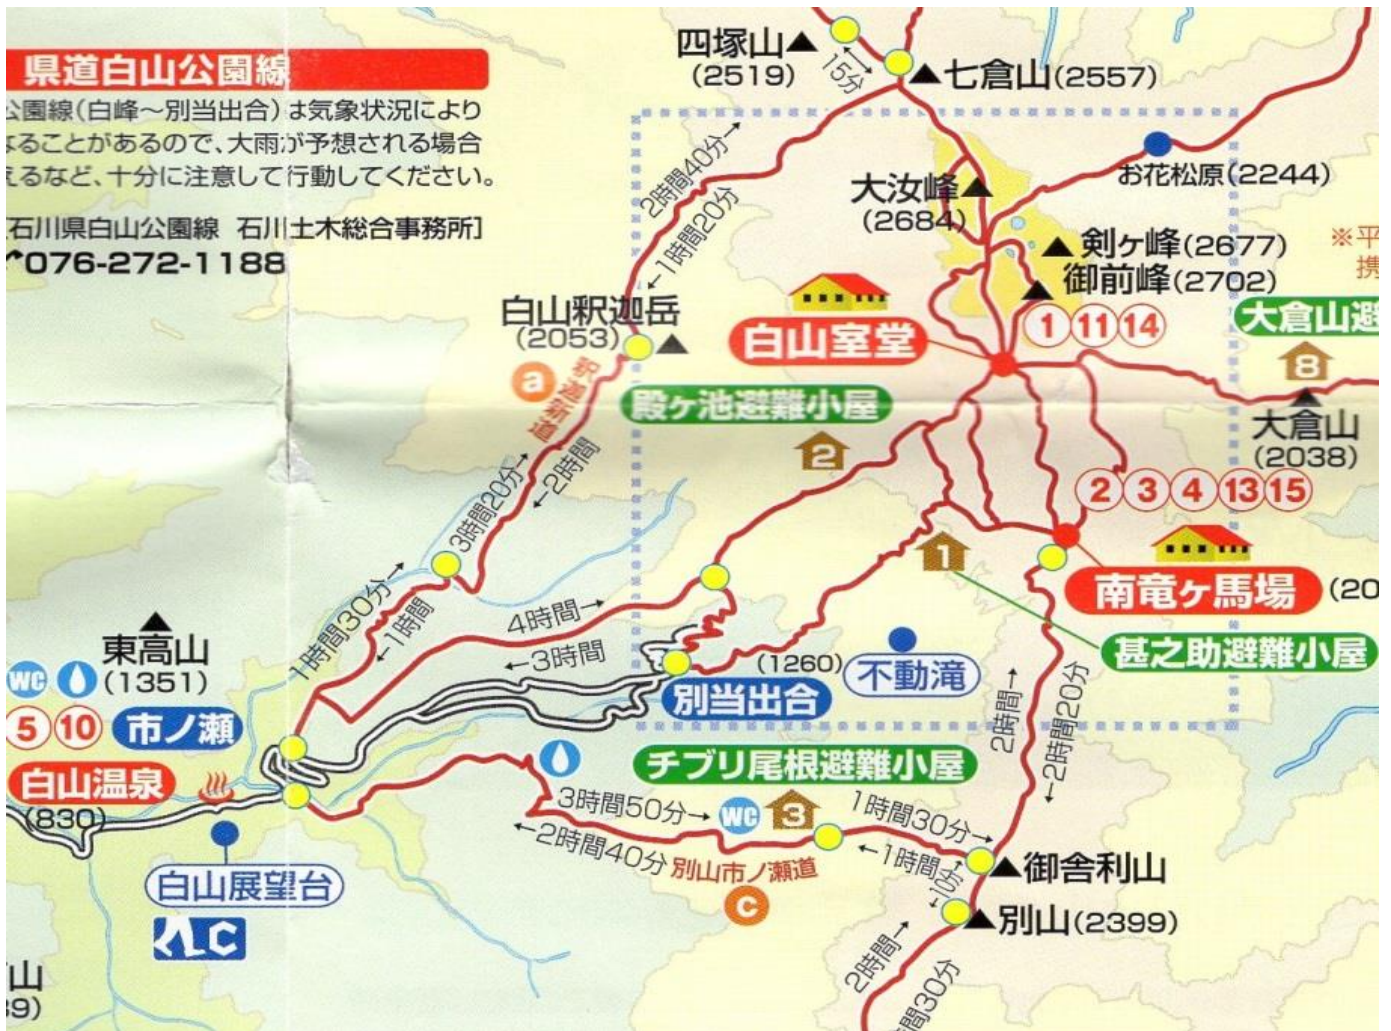 県道白山公園線
公園線(白峰～別当出合)は気象状況により
なることがあるので、大雨が予想される場合
えるなど、十分に注意して行動してください。
石川県白山公園線 石川土木総合事務所]
076-272-1188
四塚山
(2519)
15分
七倉山(2557)
2時間40分→
←1時間20分
大汝峰
(2684)
お花松原(2244)
剣ヶ峰(2677)
御前峰(2702)
1 11 14
※平
携
白山釈迦岳
(2053)
a
釈迦新道
白山室堂
大倉山避
8
大倉山
(2038)
殿ヶ池避難小屋
2
3時間20分→
←2時間
2 3 4 13 15
1
南竜ヶ馬場
(20
甚之助避難小屋
1時間30分→
←1時間
4時間→
←3時間
東高山
(1351)
WC
5 10
市ノ瀬
白山温泉
(830)
(1260)
別当出合
不動滝
2時間→
←2時間20分
チブリ尾根避難小屋
3時間50分→
WC
3
←2時間40分
別山市ノ瀬道
c
1時間30分→
←1時間
←10分→
御舎利山
別山(2399)
白山展望台
C
2時間→
間30分
山
39)